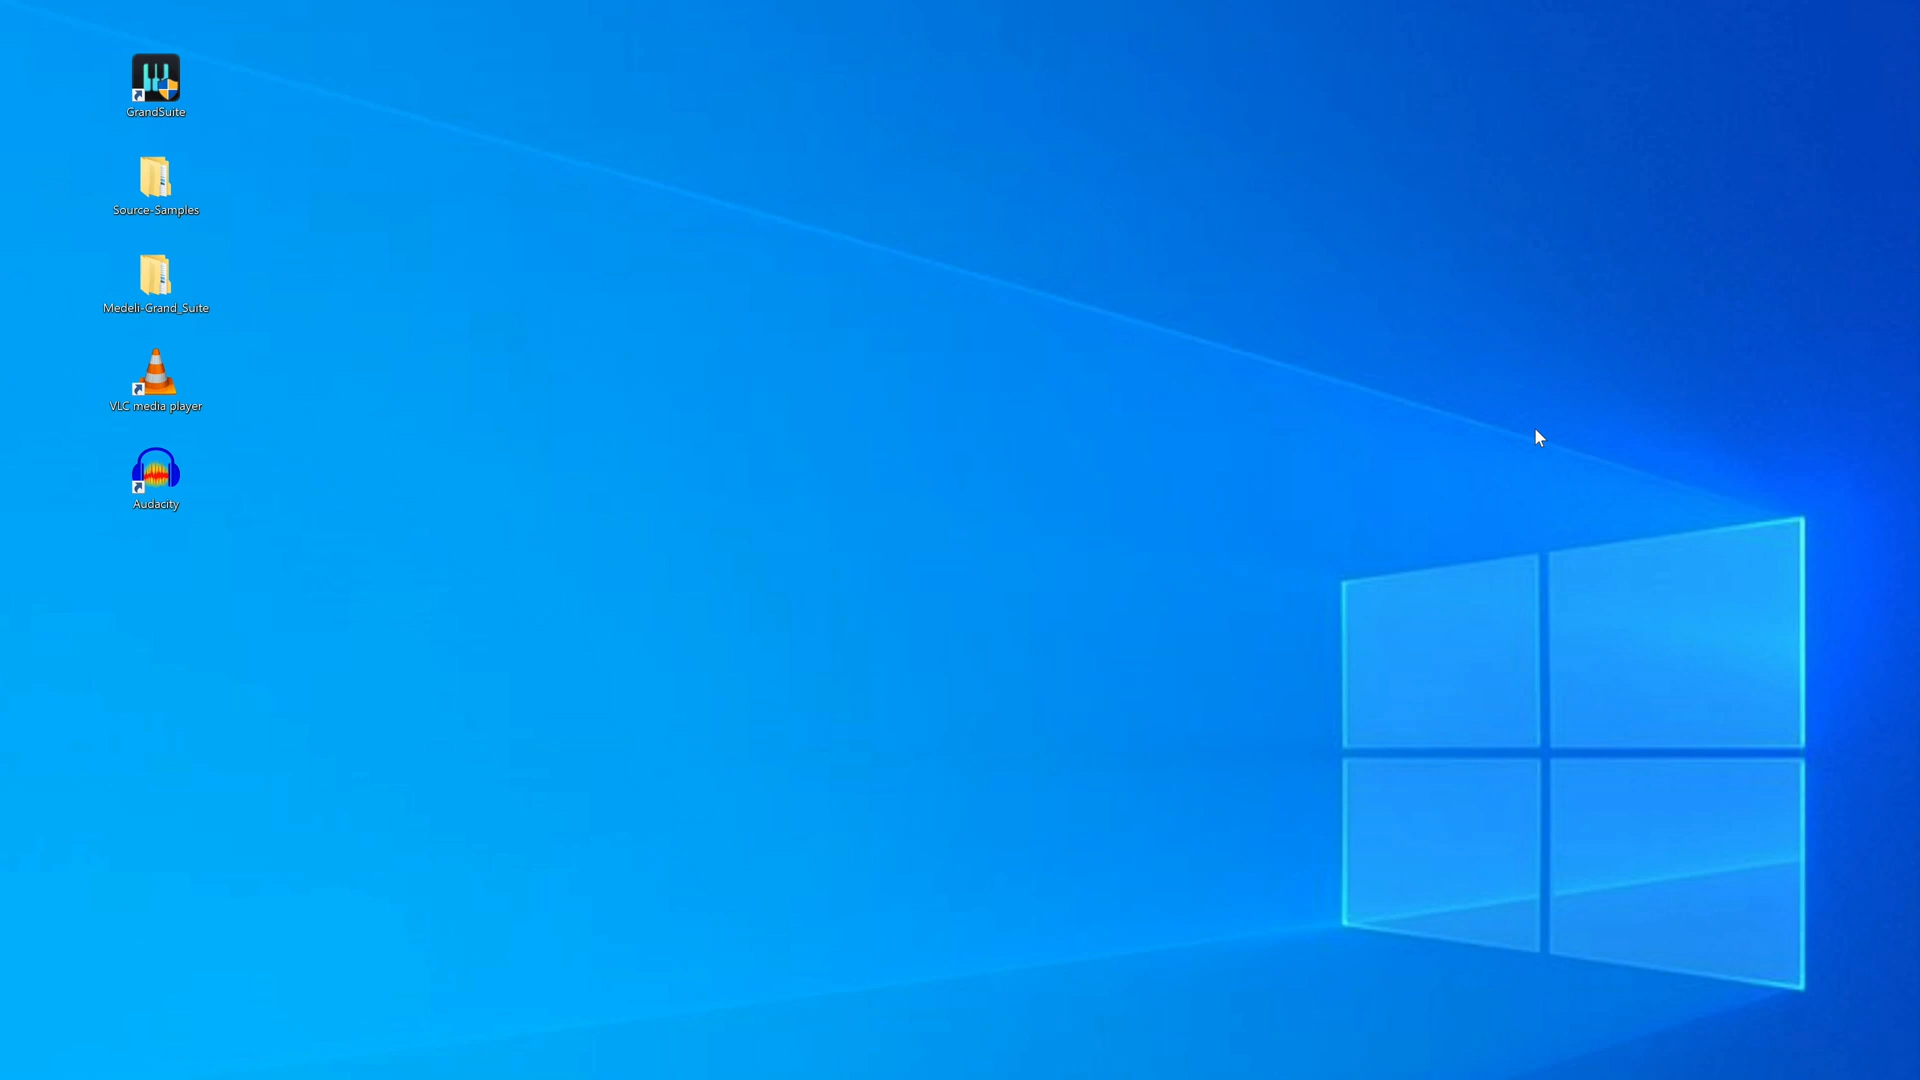 GrandSuite
Source-Samples
Medeli-Grand_Suite
VLC media player
Audacity